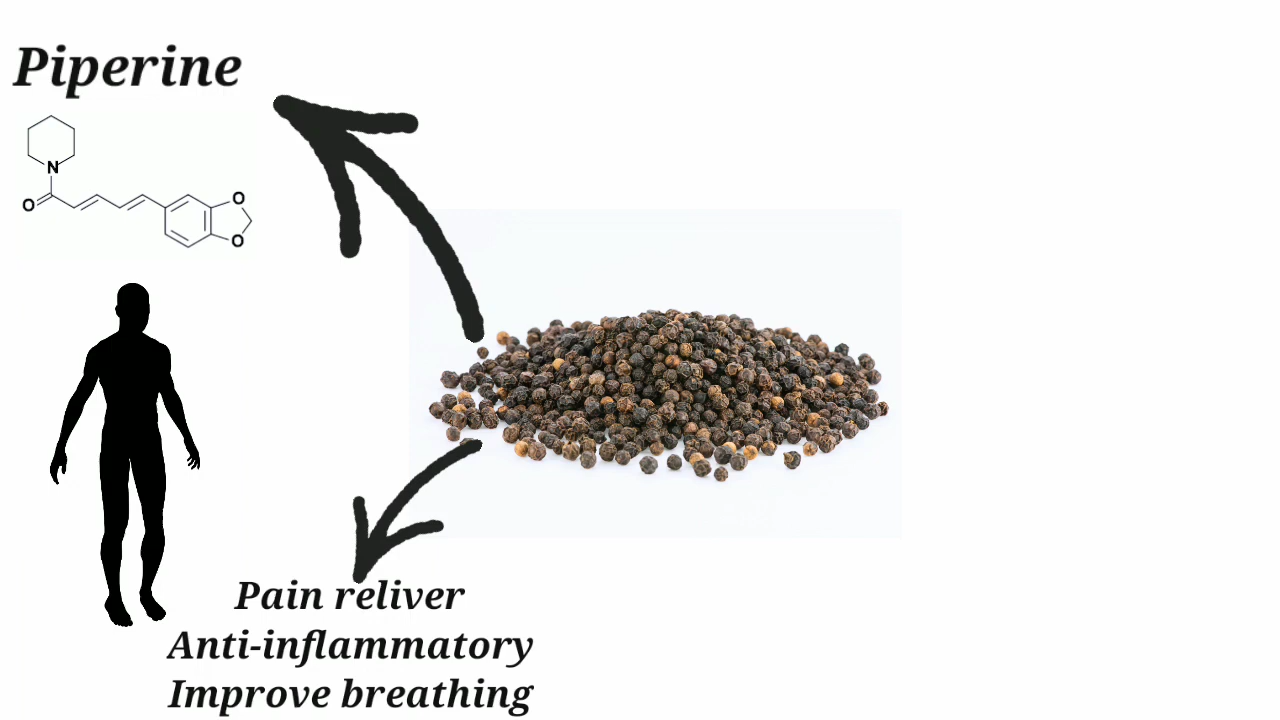 Piperine
N
O
O
O
Pain reliver
Anti-inflammatory
Improve breathing